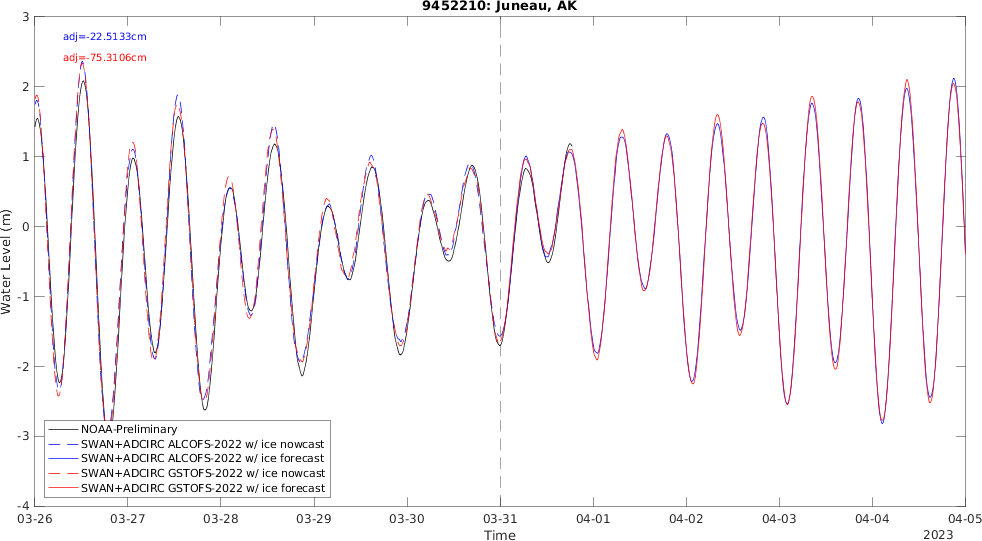 9452210: Juneau, AK
adj=-22.5133cm
adj=-75.3106cm
Water Level (m)
3
2
1
0
-1
-2
-3
-4
NOAA-Preliminary
SWAN+ADCIRC ALCOFS-2022 w/ ice nowcast
SWAN+ADCIRC ALCOFS-2022 w/ ice forecast
SWAN+ADCIRC GSTOFS-2022 w/ ice nowcast
SWAN+ADCIRC GSTOFS-2022 w/ ice forecast
03-26 03-27 03-28 03-29 03-30 03-31 04-01 04-02 04-03 04-04 04-05
Time
2023